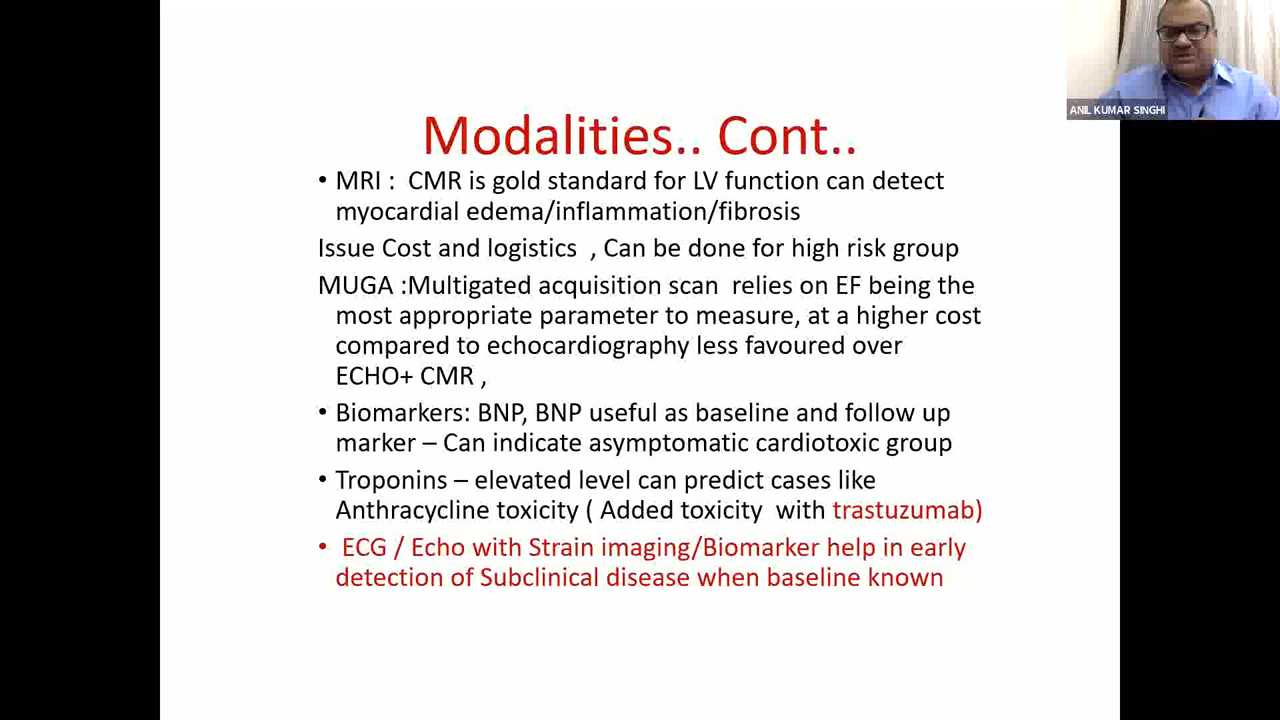 ANIL KUMAR SINGHI
Modalities.. Cont..
• MRI : CMR is gold standard for LV function can detect
myocardial edema/inflammation/fibrosis
Issue Cost and logistics , Can be done for high risk group
MUGA :Multigated acquisition scan relies on EF being the
most appropriate parameter to measure, at a higher cost
compared to echocardiography less favoured over
ECHO+ CMR ,
• Biomarkers: BNP, BNP useful as baseline and follow up
marker – Can indicate asymptomatic cardiotoxic group
• Troponins – elevated level can predict cases like
Anthracycline toxicity ( Added toxicity with trastuzumab)
• ECG / Echo with Strain imaging/Biomarker help in early
detection of Subclinical disease when baseline known